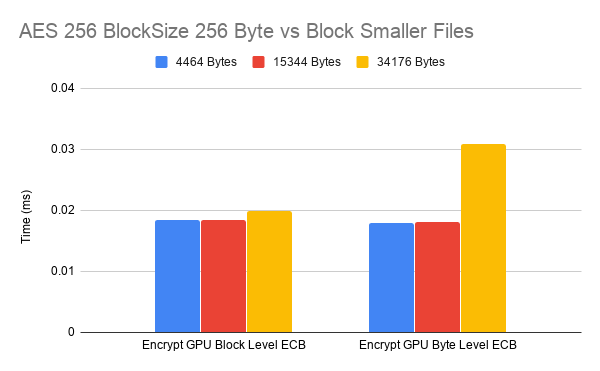 AES 256 BlockSize 256 Byte vs Block Smaller Files
4464 Bytes 15344 Bytes 34176 Bytes
0.04
0.03
0.02
0.01
0
Time (ms)
Encrypt GPU Block Level ECB Encrypt GPU Byte Level ECB